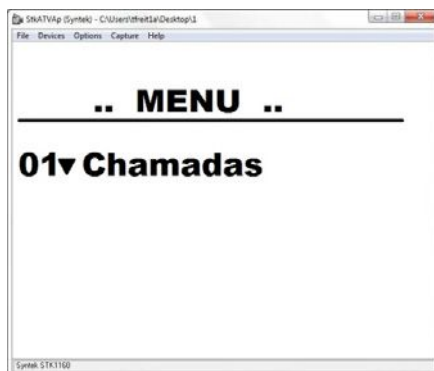 StkATVAp (Syntek) - C:\Users\tfreit1a\Desktop\1
File Devices Options Capture Help
.. MENU ..
01▾ Chamadas
Syntek STK1160